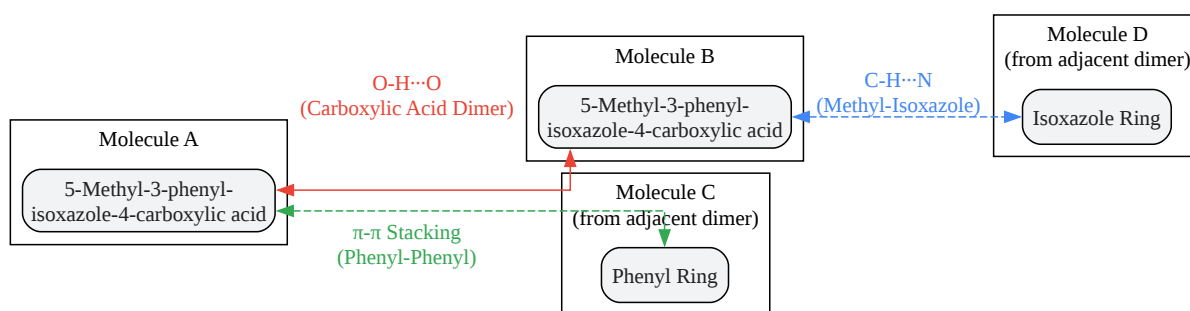 Molecule A
5-Methyl-3-phenyl-
isoxazole-4-carboxylic acid
O-H···O
(Carboxylic Acid Dimer)
π-π Stacking
(Phenyl-Phenyl)
Molecule B
5-Methyl-3-phenyl-
isoxazole-4-carboxylic acid
Molecule C
(from adjacent dimer)
Phenyl Ring
C-H···N
(Methyl-Isoxazole)
Molecule D
(from adjacent dimer)
Isoxazole Ring